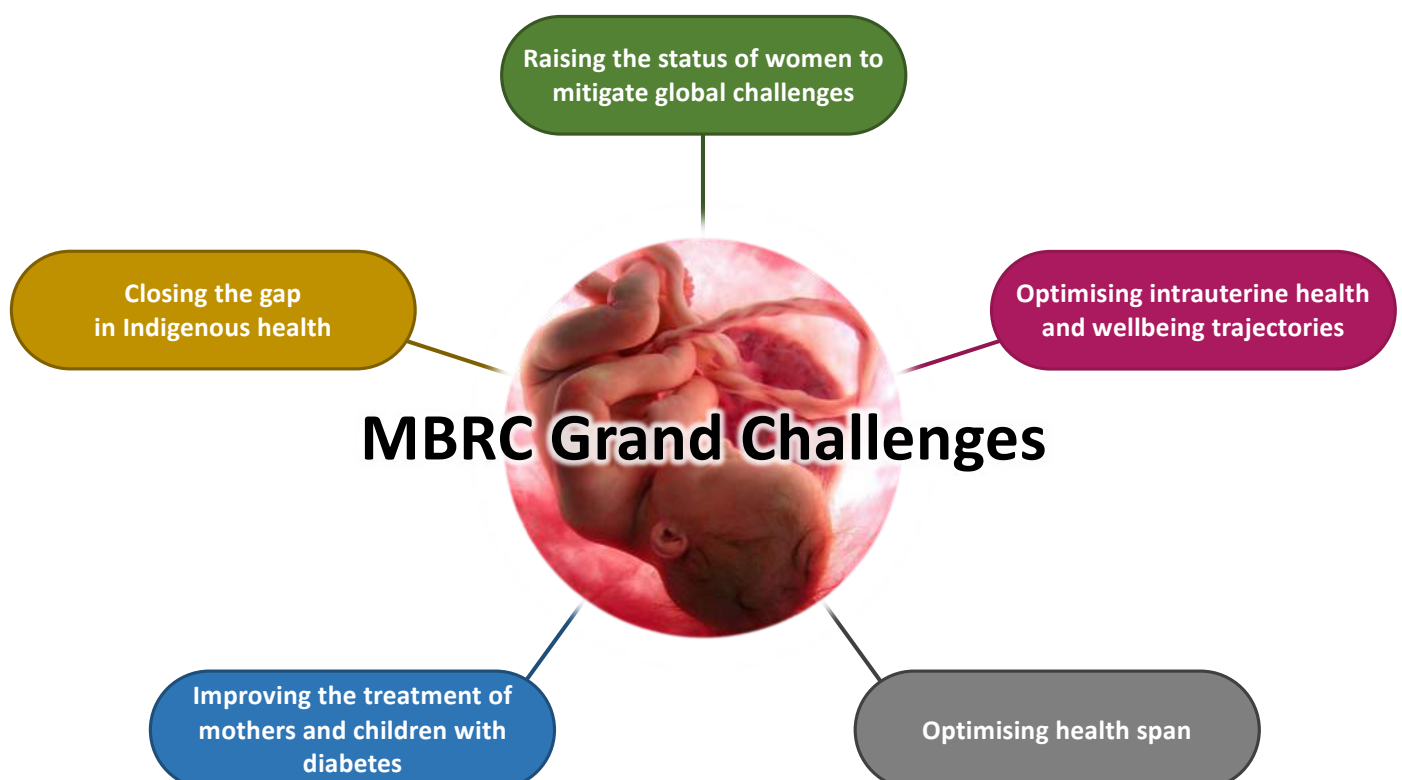 Raising the status of women to
mitigate global challenges
Closing the gap
in Indigenous health
Optimising intrauterine health
and wellbeing trajectories
MBRC Grand Challenges
Improving the treatment of
mothers and children with
diabetes
Optimising health span